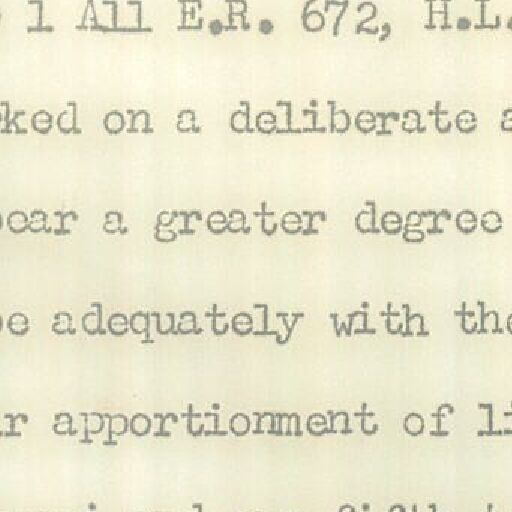 1 All E.R. 672, H.L.
ked on a deliberate a
ear a greater degree
e adequately with the
r apportionment of li